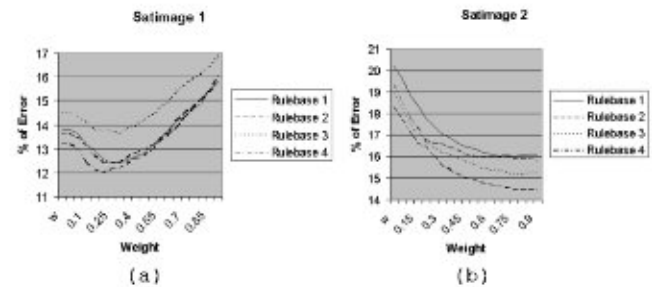 Satimage 1
17
16
15
14
13
12
11
% of Error
w
0.1
0.25
0.4
0.55
0.7
0.85
Weight
Rulebase 1
Rulebase 2
Rulebase 3
Rulebase 4
(a)
Satimage 2
21
20
19
18
17
16
15
14
% of Error
w
0.15
0.3
0.45
0.6
0.75
0.9
Weight
Rulebase 1
Rulebase 2
Rulebase 3
Rulebase 4
(b)